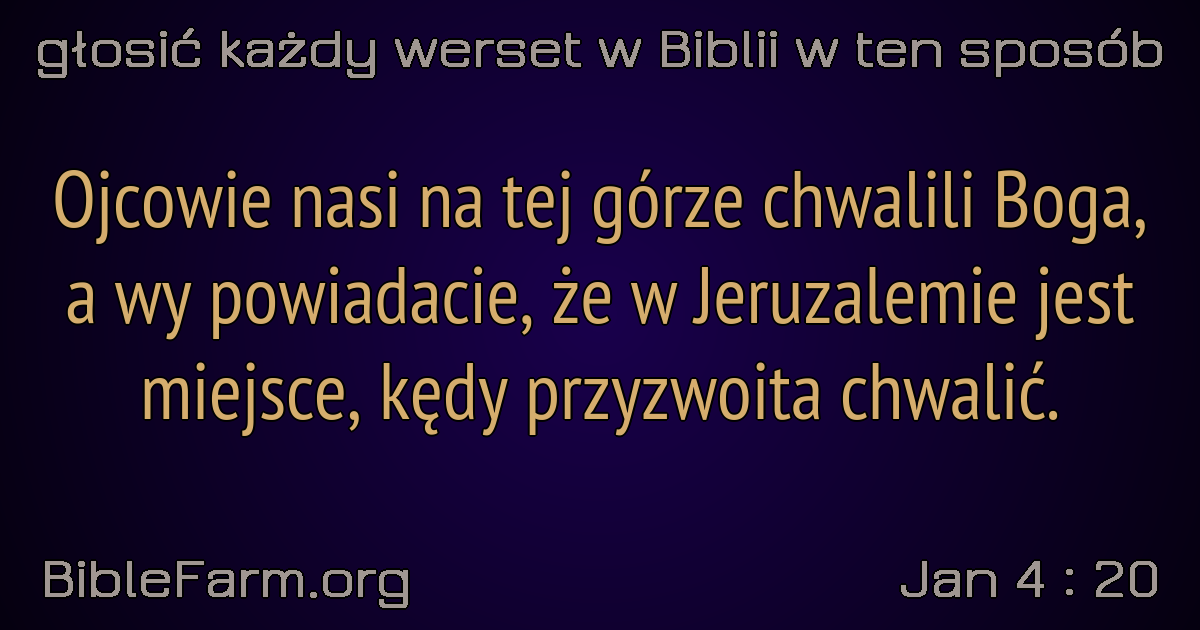 głosić każdy werset w Biblii w ten sposób
Ojcowie nasi na tej górze chwalili Boga,
a wy powiadacie, że w Jeruzalemie jest
miejsce, kędy przyzwoita chwalić.
BibleFarm.org
Jan 4 : 20